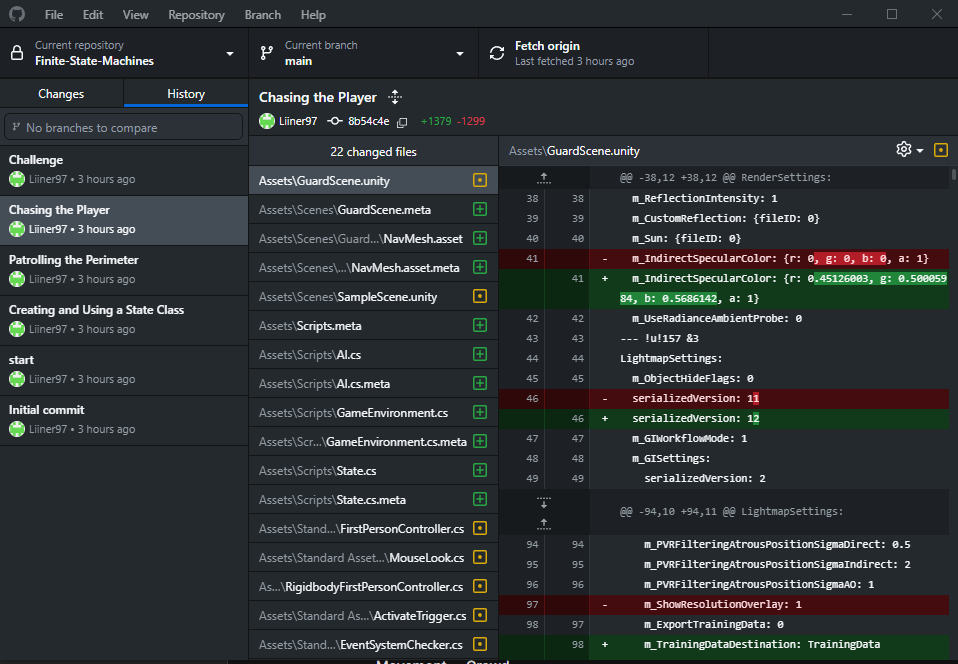 File Edit View Repository Branch Help
Current repository
Finite-State-Machines
Current branch
main
Fetch origin
Last fetched 3 hours ago
Changes History
No branches to compare
Challenge
Liiner97 • 3 hours ago
Chasing the Player
Liiner97 • 3 hours ago
Patrolling the Perimeter
Liiner97 • 3 hours ago
Creating and Using a State Class
Liiner97 • 3 hours ago
start
Liiner97 • 3 hours ago
Initial commit
Liiner97 • 3 hours ago
Chasing the Player
Liiner97 8b54c4e +1379 -1299
22 changed files
Assets\GuardScene.unity
Assets\Scenes\GuardScene.meta
Assets\Scenes\Guard...\NavMesh.asset
Assets\Scenes\...\NavMesh.asset.meta
Assets\Scenes\SampleScene.unity
Assets\Scripts.meta
Assets\Scripts\AI.cs
Assets\Scripts\AI.cs.meta
Assets\Scripts\GameEnvironment.cs
Assets\Scr...\GameEnvironment.cs.meta
Assets\Scripts\State.cs
Assets\Scripts\State.cs.meta
Assets\Stand...\FirstPersonController.cs
Assets\Standard Asset...\MouseLook.cs
As...\RigidbodyFirstPersonController.cs
Assets\Standard As...\ActivateTrigger.cs
Assets\Stand...\EventSystemChecker.cs
Assets\GuardScene.unity
@@ -38,12 +38,12 @@ RenderSettings:
38 38 m_ReflectionIntensity: 1
39 39 m_CustomReflection: {fileID: 0}
40 40 m_Sun: {fileID: 0}
41 - m_IndirectSpecularColor: {r: 0, g: 0, b: 0, a: 1}
41 + m_IndirectSpecularColor: {r: 0.45126003, g: 0.500059
84, b: 0.5686142, a: 1}
42 42 m_UseRadianceAmbientProbe: 0
43 43 --- !u!157 &3
44 44 LightmapSettings:
45 45 m_ObjectHideFlags: 0
46 - serializedVersion: 11
46 + serializedVersion: 12
47 47 m_GIWorkflowMode: 1
48 48 m_GISettings:
49 49 serializedVersion: 2
@@ -94,10 +94,11 @@ LightmapSettings:
94 94 m_PVRFilteringAtrousPositionSigmaDirect: 0.5
95 95 m_PVRFilteringAtrousPositionSigmaIndirect: 2
96 96 m_PVRFilteringAtrousPositionSigmaAO: 1
97 - m_ShowResolutionOverlay: 1
98 97 m_ExportTrainingData: 0
98 + m_TrainingDataDestination: TrainingData